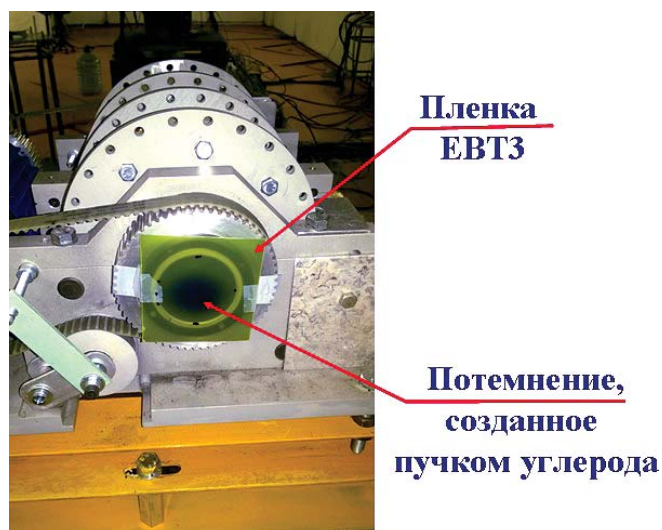 Пленка
EBT3
Потемнение,
созданное
пучком углерода